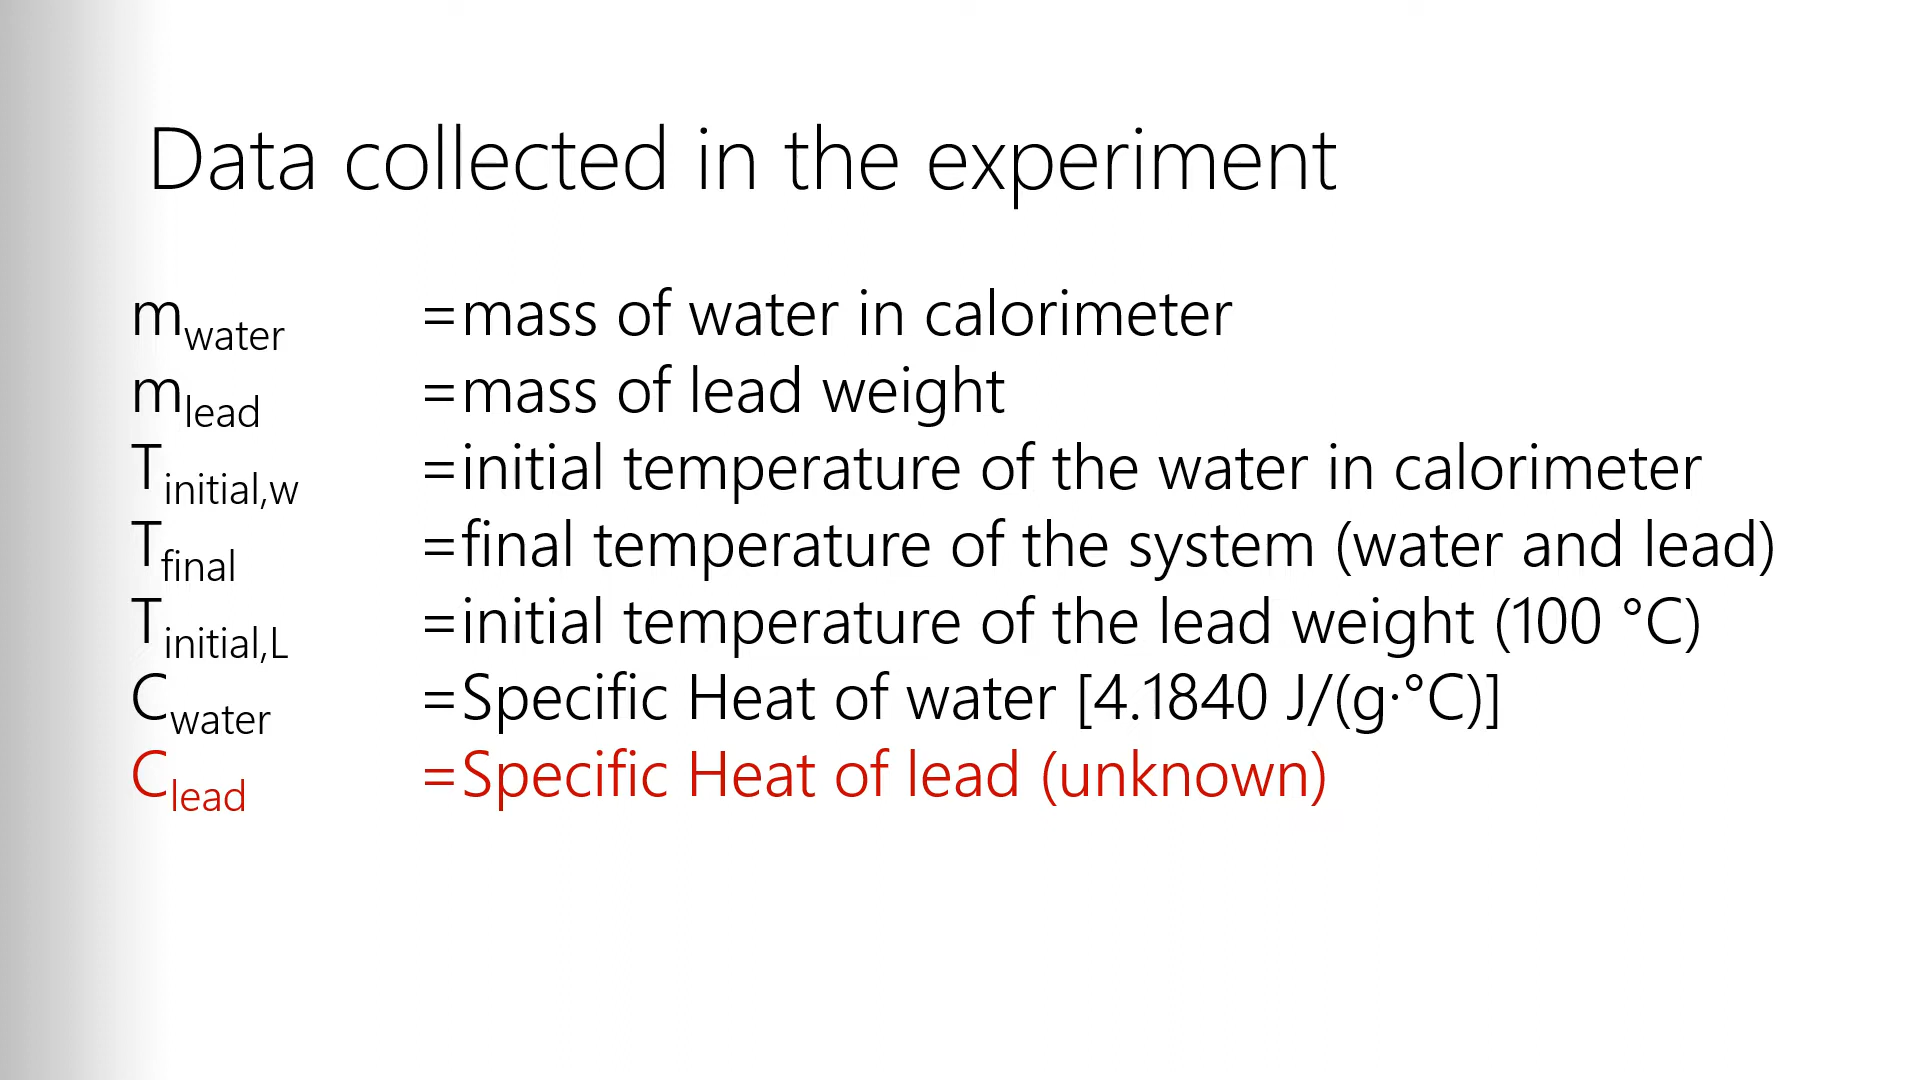 Data collected in the experiment
m_water =mass of water in calorimeter
m_lead =mass of lead weight
T_initial,w =initial temperature of the water in calorimeter
T_final =final temperature of the system (water and lead)
T_initial,L =initial temperature of the lead weight (100 °C)
C_water =Specific Heat of water [4.1840 J/(g·°C)]
C_lead =Specific Heat of lead (unknown)